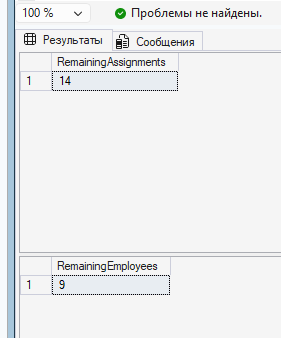 100 %
Проблемы не найдены.
Результаты
Сообщения
RemainingAssignments
1 14
RemainingEmployees
1 9